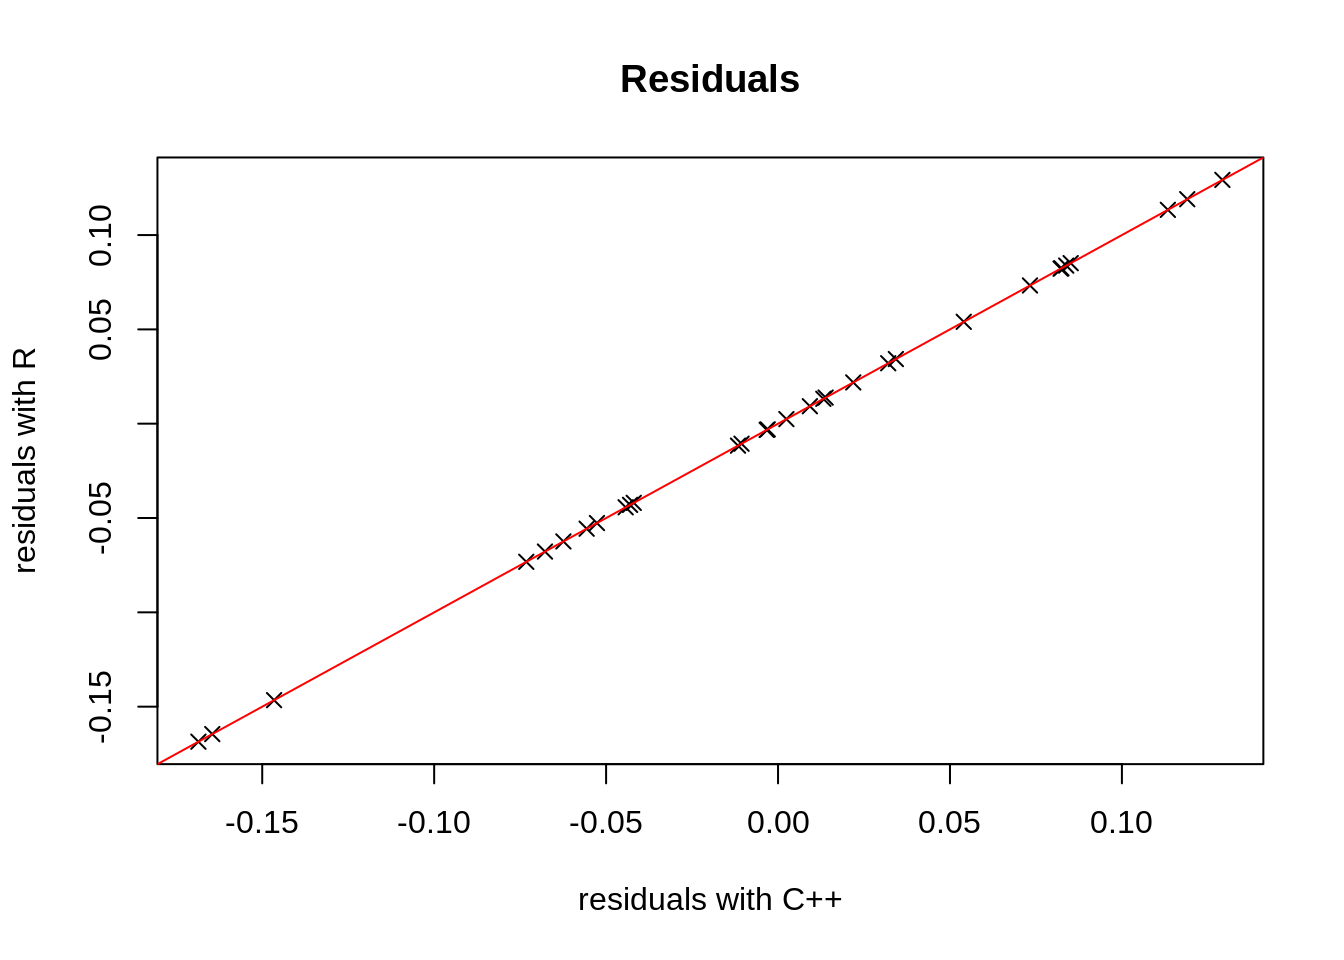 Residuals
residuals with R
0.10
0.05
-0.05
-0.15
-0.15 -0.10 -0.05 0.00 0.05 0.10
residuals with C++